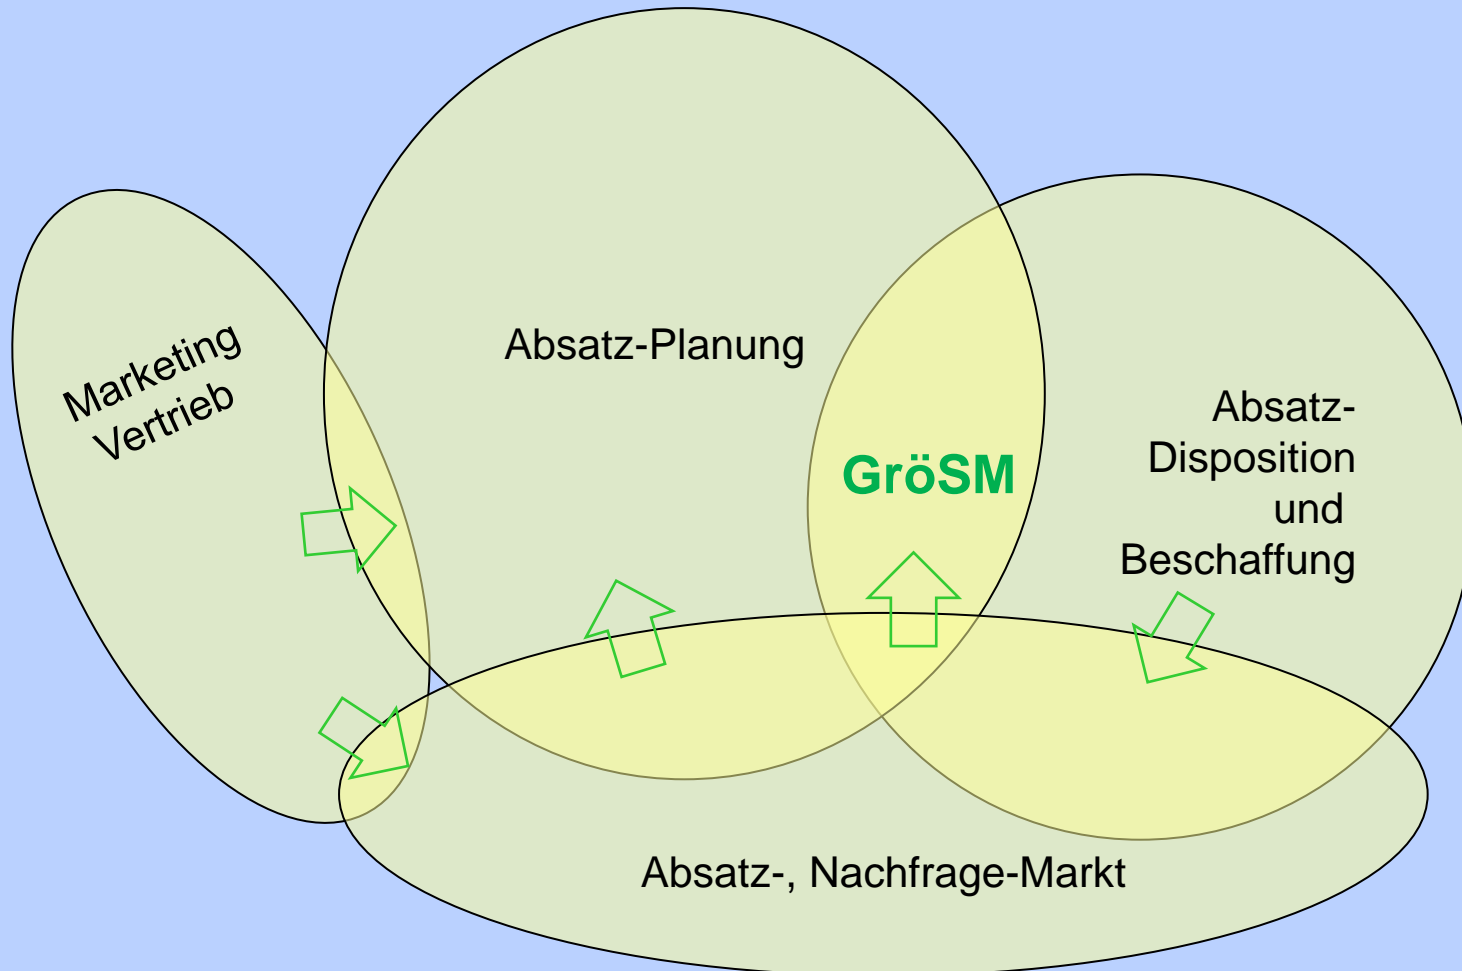 Marketing
Vertrieb
Absatz-Planung
GröSM
Absatz-
Disposition
und
Beschaffung
Absatz-, Nachfrage-Markt